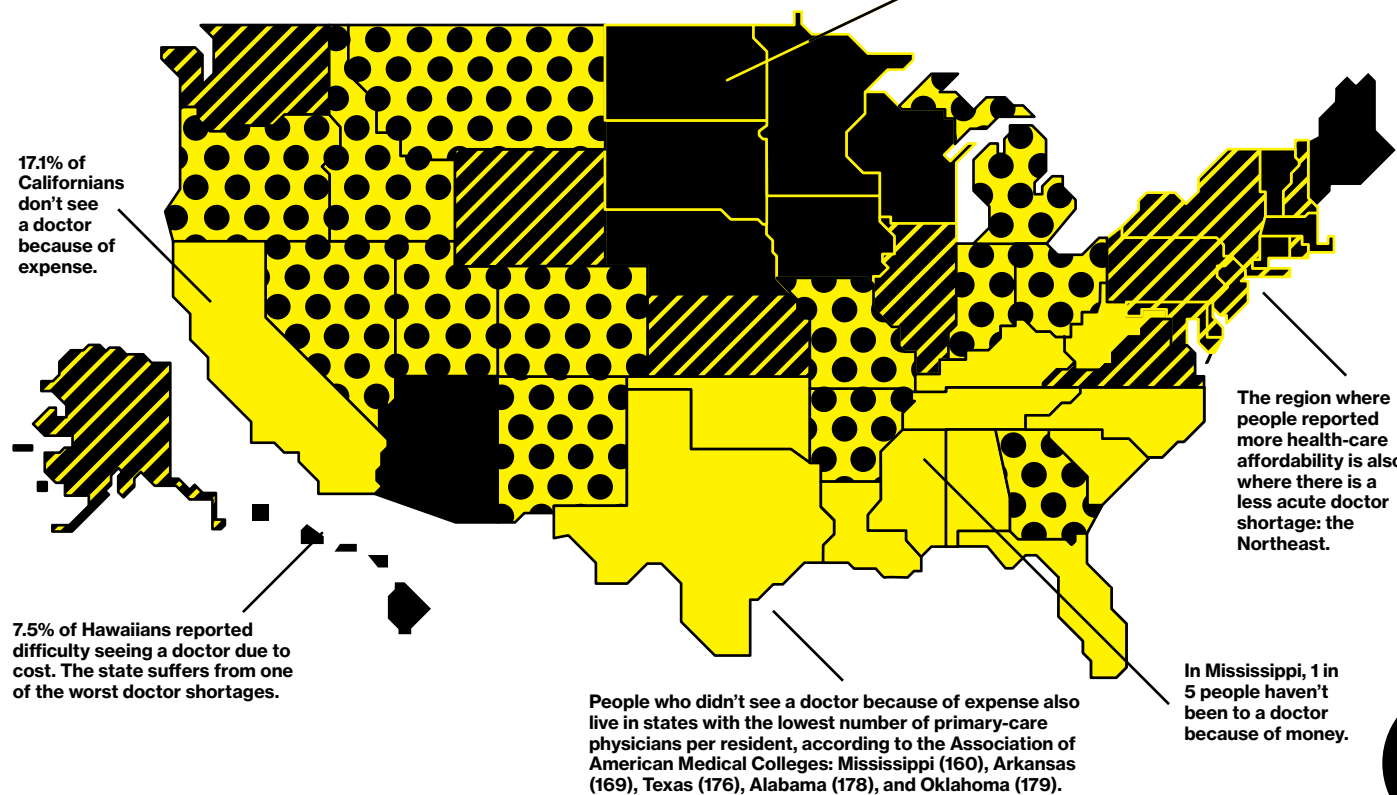 17.1% of
Californians
don’t see
a doctor
because of
expense.
The region where
people reported
more health-care
affordability is also
where there is a
less acute doctor
shortage: the
Northeast.
7.5% of Hawaiians reported
difficulty seeing a doctor due to
cost. The state suffers from one
of the worst doctor shortages.
People who didn’t see a doctor because of expense also
live in states with the lowest number of primary-care
physicians per resident, according to the Association of
American Medical Colleges: Mississippi (160), Arkansas
(169), Texas (176), Alabama (178), and Oklahoma (179).
In Mississippi, 1 in
5 people haven’t
been to a doctor
because of money.